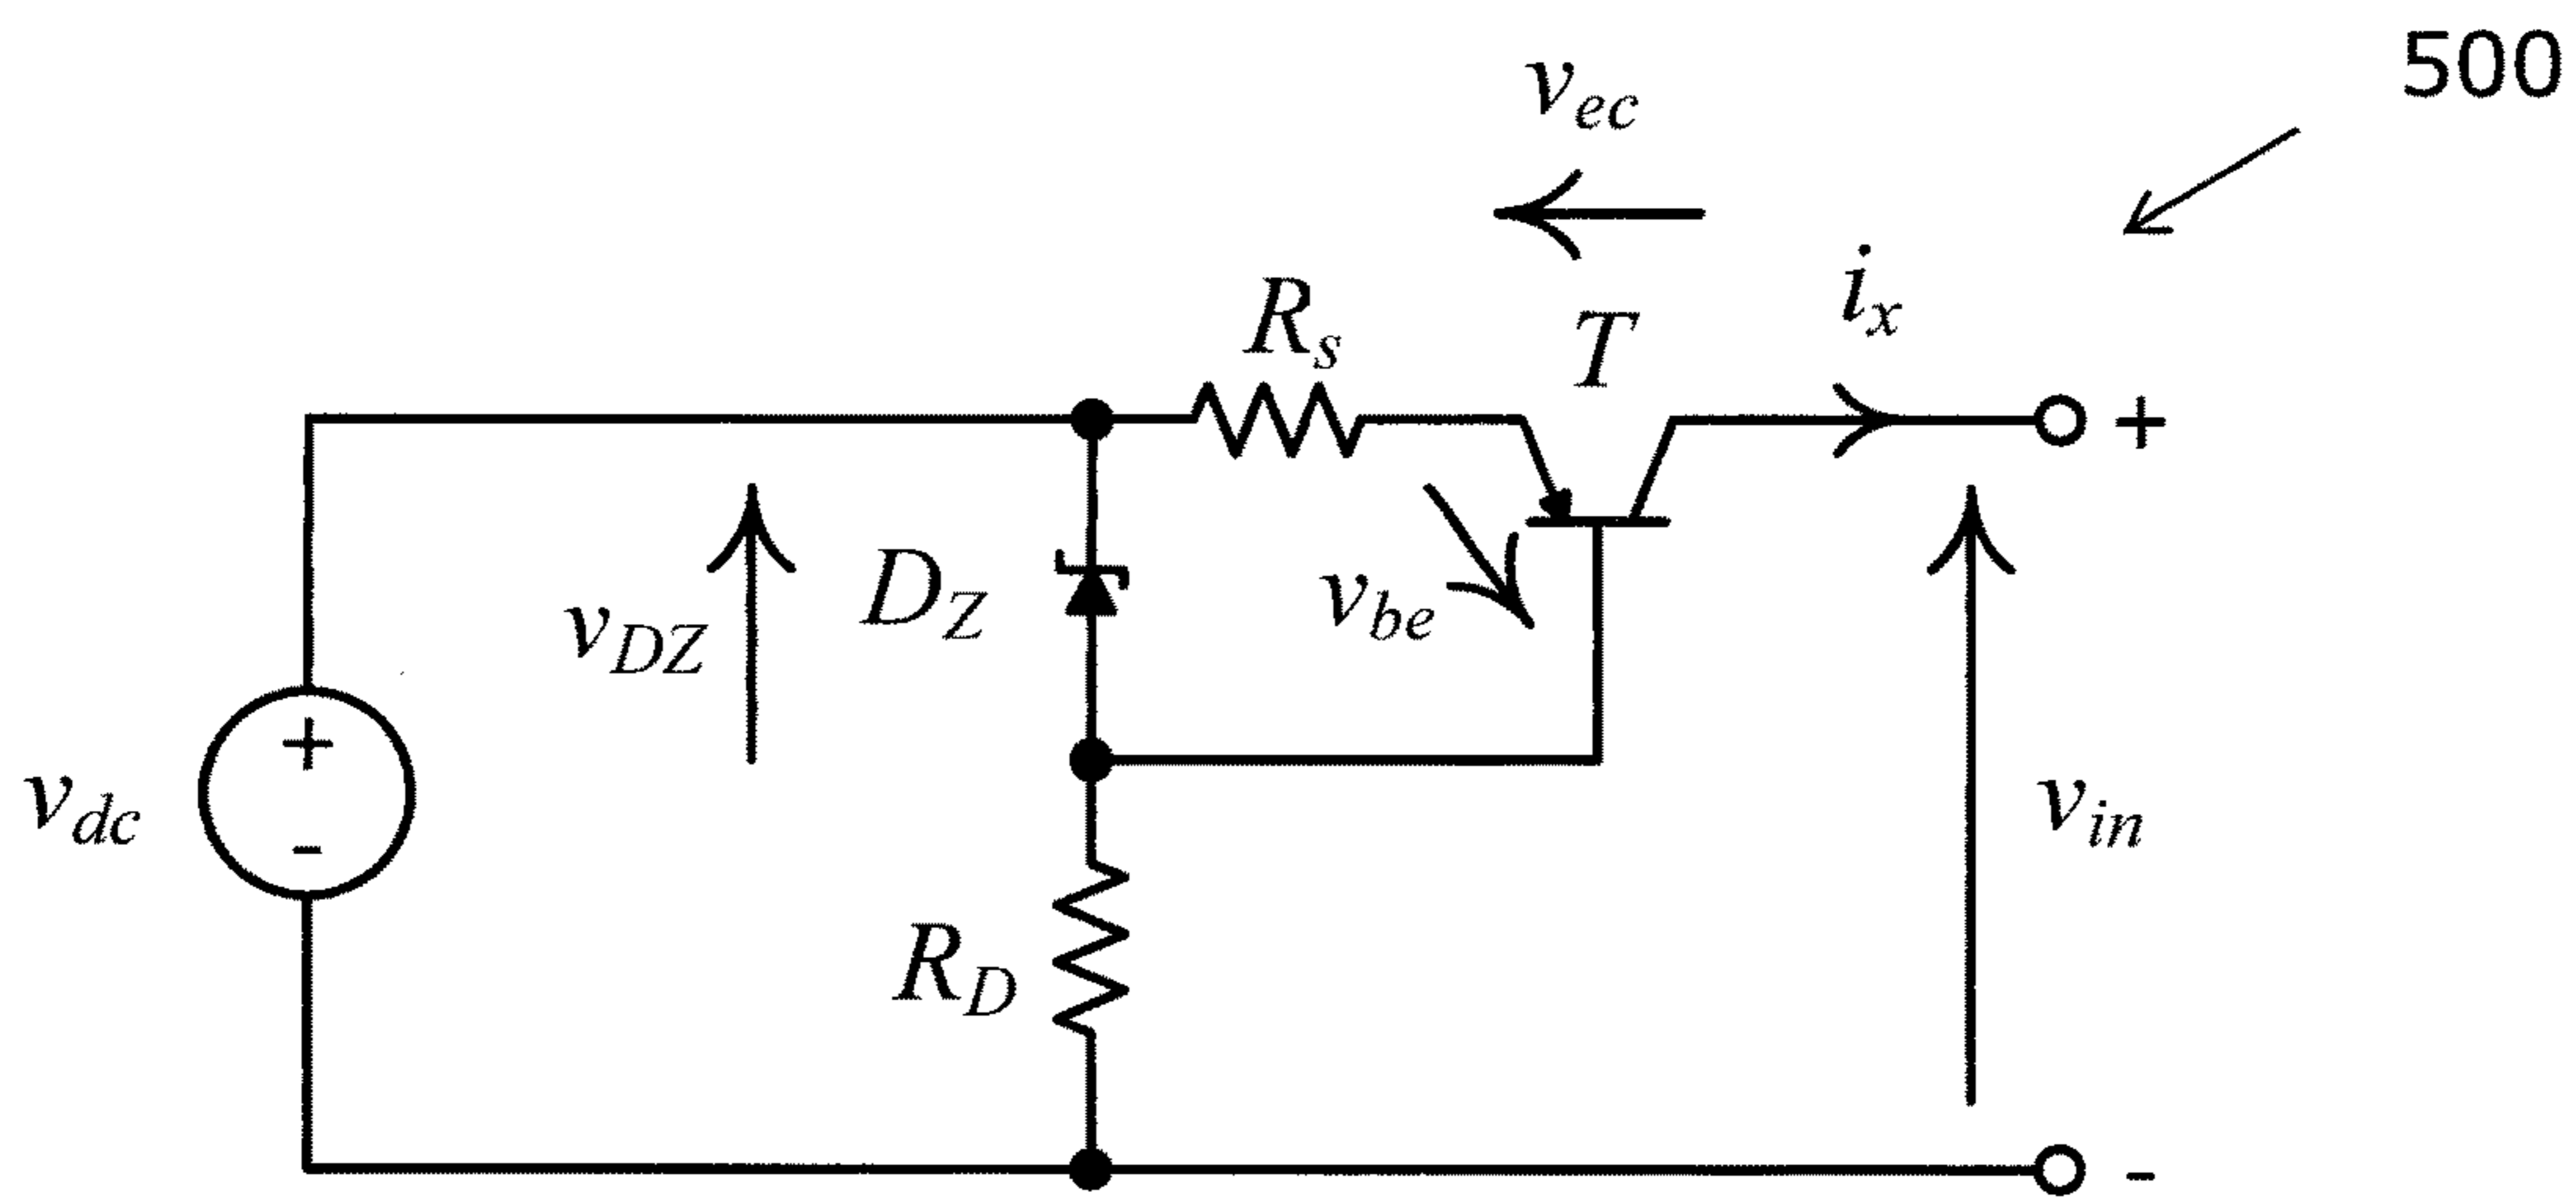 500
v_ec
i_x
R_s
T
D_Z
v_DZ
v_be
+
-
v_dc
R_D
+
v_in
-